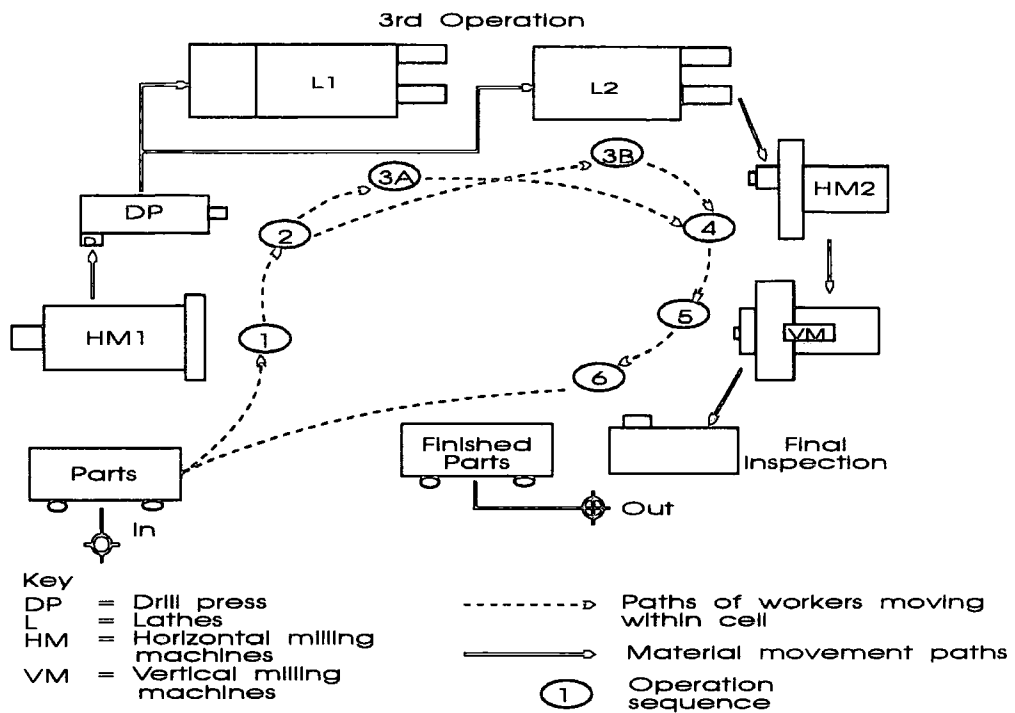 3rd Operation
L1
L2
3B
3A
HM2
DP
D
2
4
HM1
1
5
VM
6
Parts
Finished
Parts
Final
Inspection
In
Out
Key
DP = Drill press
L = Lathes
HM = Horizontal milling
machines
VM = Vertical milling
machines
Paths of workers moving
within cell
Material movement paths
1 Operation
sequence